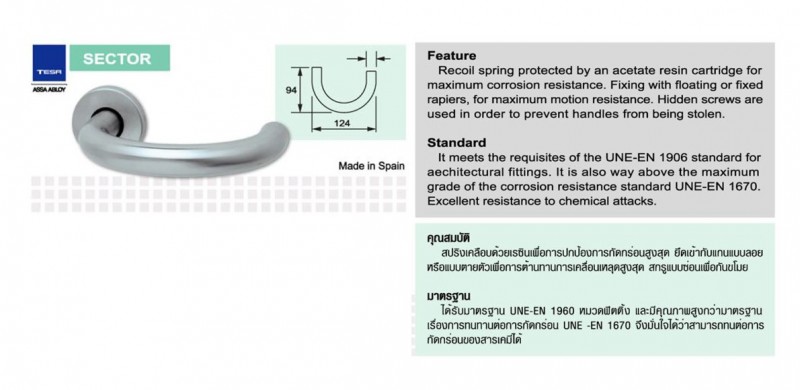 TESA
ASSA ABLOY
SECTOR
94
124
Made in Spain
Feature
Recoil spring protected by an acetate resin cartridge for
maximum corrosion resistance. Fixing with floating or fixed
rapiers, for maximum motion resistance. Hidden screws are
used in order to prevent handles from being stolen.
Standard
It meets the requisites of the UNE-EN 1906 standard for
aechitectural fittings. It is also way above the maximum
grade of the corrosion resistance standard UNE-EN 1670.
Excellent resistance to chemical attacks.
คุณสมบัติ
สปริงเคลือบด้วยเรซินเพื่อการปกป้องการกัดกร่อนสูงสุด ยึดเข้ากับแกนแบบลอย
หรือแบบตายตัวเพื่อการต้านทานการเคลื่อนเหลุดสูงสุด สกรูแบบซ่อนเพื่อกันขโมย
มาตรฐาน
ได้รับมาตรฐาน UNE-EN 1960 หมวดฟิตติ้ง และมีคุณภาพสูงกว่ามาตรฐาน
เรื่องการทนทานต่อการกัดกร่อน UNE -EN 1670 จึงมั่นใจได้ว่าสามารถทนต่อการ
กัดกร่อนของสารเคมีได้